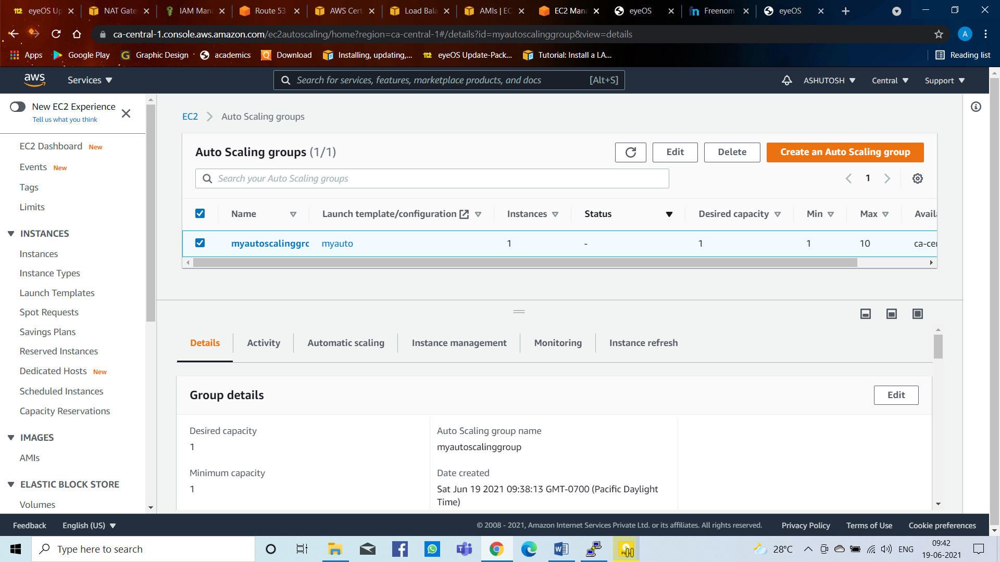 eyeOS Up
NAT Gate
IAM Man
Route 53
AWS Cert
Load Bala
AMIs | EC
EC2 Mana
eyeOS
Freenom
eyeOS
ca-central-1.console.aws.amazon.com/ec2autoscaling/home?region=ca-central-1#/details?id=myautoscalinggroup&view=details
A
Apps
Google Play
Graphic Design
academics
Download
Installing, updating,...
eyeOS Update-Pack...
Tutorial: Install a LA...
Reading list
aws
Services
Search for services, features, marketplace products, and docs
[Alt+S]
ASHUTOSH
Central
Support
New EC2 Experience
Tell us what you think
EC2 Dashboard New
Events New
Tags
Limits
INSTANCES
Instances
Instance Types
Launch Templates
Spot Requests
Savings Plans
Reserved Instances
Dedicated Hosts New
Scheduled Instances
Capacity Reservations
IMAGES
AMIs
ELASTIC BLOCK STORE
Volumes
EC2
Auto Scaling groups
Auto Scaling groups (1/1)
Edit
Delete
Create an Auto Scaling group
Search your Auto Scaling groups
1
Name
Launch template/configuration
Instances
Status
Desired capacity
Min
Max
Avail
myautoscalinggro
myauto
1
-
1
1
10
ca-cen
Details
Activity
Automatic scaling
Instance management
Monitoring
Instance refresh
Group details
Edit
Desired capacity
1
Auto Scaling group name
myautoscalinggroup
Minimum capacity
1
Date created
Sat Jun 19 2021 09:38:13 GMT-0700 (Pacific Daylight
Time)
Feedback
English (US)
© 2008 - 2021, Amazon Internet Services Private Ltd. or its affiliates. All rights reserved.
Privacy Policy
Terms of Use
Cookie preferences
Type here to search
28°C
ENG
09:42
19-06-2021